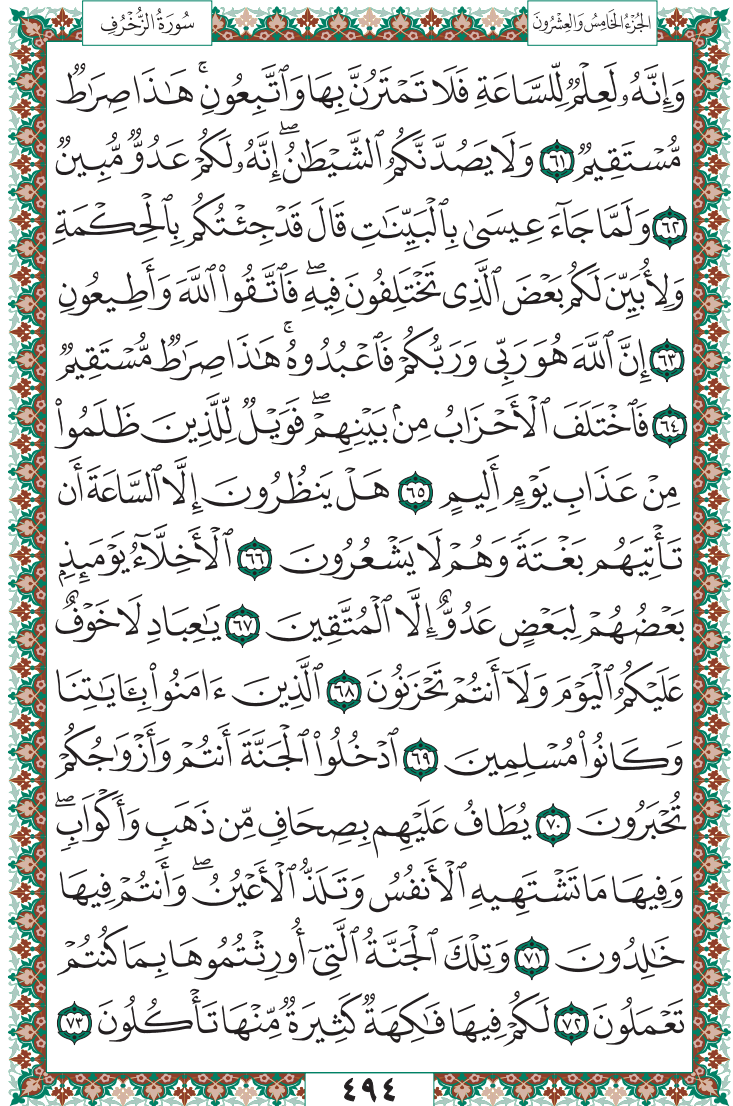 الجُزْءُ الخَامِسُ وَالعِشْرُونَ
سُورَةُ الزُّخْرُفِ
وَإِنَّهُۥ لَعِلْمٌ لِّلسَّاعَةِ فَلَا تَمْتَرُنَّ بِهَا وَٱتَّبِعُونِ ۚ هَـٰذَا صِرَٰطٌ
مُّسْتَقِيمٌ ٦١ وَلَا يَصُدَّنَّكُمُ ٱلشَّيْطَـٰنُ ۖ إِنَّهُۥ لَكُمْ عَدُوٌّ مُّبِينٌ
٦٢ وَلَمَّا جَآءَ عِيسَىٰ بِٱلْبَيِّنَـٰتِ قَالَ قَدْ جِئْتُكُم بِٱلْحِكْمَةِ
وَلِأُبَيِّنَ لَكُم بَعْضَ ٱلَّذِى تَخْتَلِفُونَ فِيهِ ۖ فَٱتَّقُوا۟ ٱللَّهَ وَأَطِيعُونِ
٦٣ إِنَّ ٱللَّهَ هُوَ رَبِّى وَرَبُّكُمْ فَٱعْبُدُوهُ ۚ هَـٰذَا صِرَٰطٌ مُّسْتَقِيمٌ
٦٤ فَٱخْتَلَفَ ٱلْأَحْزَابُ مِنۢ بَيْنِهِمْ ۖ فَوَيْلٌ لِّلَّذِينَ ظَلَمُوا۟
مِنْ عَذَابِ يَوْمٍ أَلِيمٍ ٦٥ هَلْ يَنظُرُونَ إِلَّا ٱلسَّاعَةَ أَن
تَأْتِيَهُم بَغْتَةً وَهُمْ لَا يَشْعُرُونَ ٦٦ ٱلْأَخِلَّآءُ يَوْمَئِذٍۭ
بَعْضُهُمْ لِبَعْضٍ عَدُوٌّ إِلَّا ٱلْمُتَّقِينَ ٦٧ يَـٰعِبَادِ لَا خَوْفٌ
عَلَيْكُمُ ٱلْيَوْمَ وَلَآ أَنتُمْ تَحْزَنُونَ ٦٨ ٱلَّذِينَ ءَامَنُوا۟ بِـَٔايَـٰتِنَا
وَكَانُوا۟ مُسْلِمِينَ ٦٩ ٱدْخُلُوا۟ ٱلْجَنَّةَ أَنتُمْ وَأَزْوَٰجُكُمْ
تُحْبَرُونَ ٧٠ يُطَافُ عَلَيْهِم بِصِحَافٍ مِّن ذَهَبٍ وَأَكْوَابٍ ۖ
وَفِيهَا مَا تَشْتَهِيهِ ٱلْأَنفُسُ وَتَلَذُّ ٱلْأَعْيُنُ ۖ وَأَنتُمْ فِيهَا
خَـٰلِدُونَ ٧١ وَتِلْكَ ٱلْجَنَّةُ ٱلَّتِىٓ أُورِثْتُمُوهَا بِمَا كُنتُمْ
تَعْمَلُونَ ٧٢ لَكُمْ فِيهَا فَـٰكِهَةٌ كَثِيرَةٌ مِّنْهَا تَأْكُلُونَ ٧٣
٤٩٤